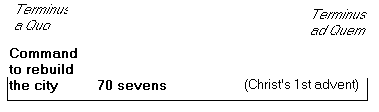 Terminus
a Quo
Terminus
ad Quem
Command
to rebuild
the city
70 sevens
(Christ's 1st advent)